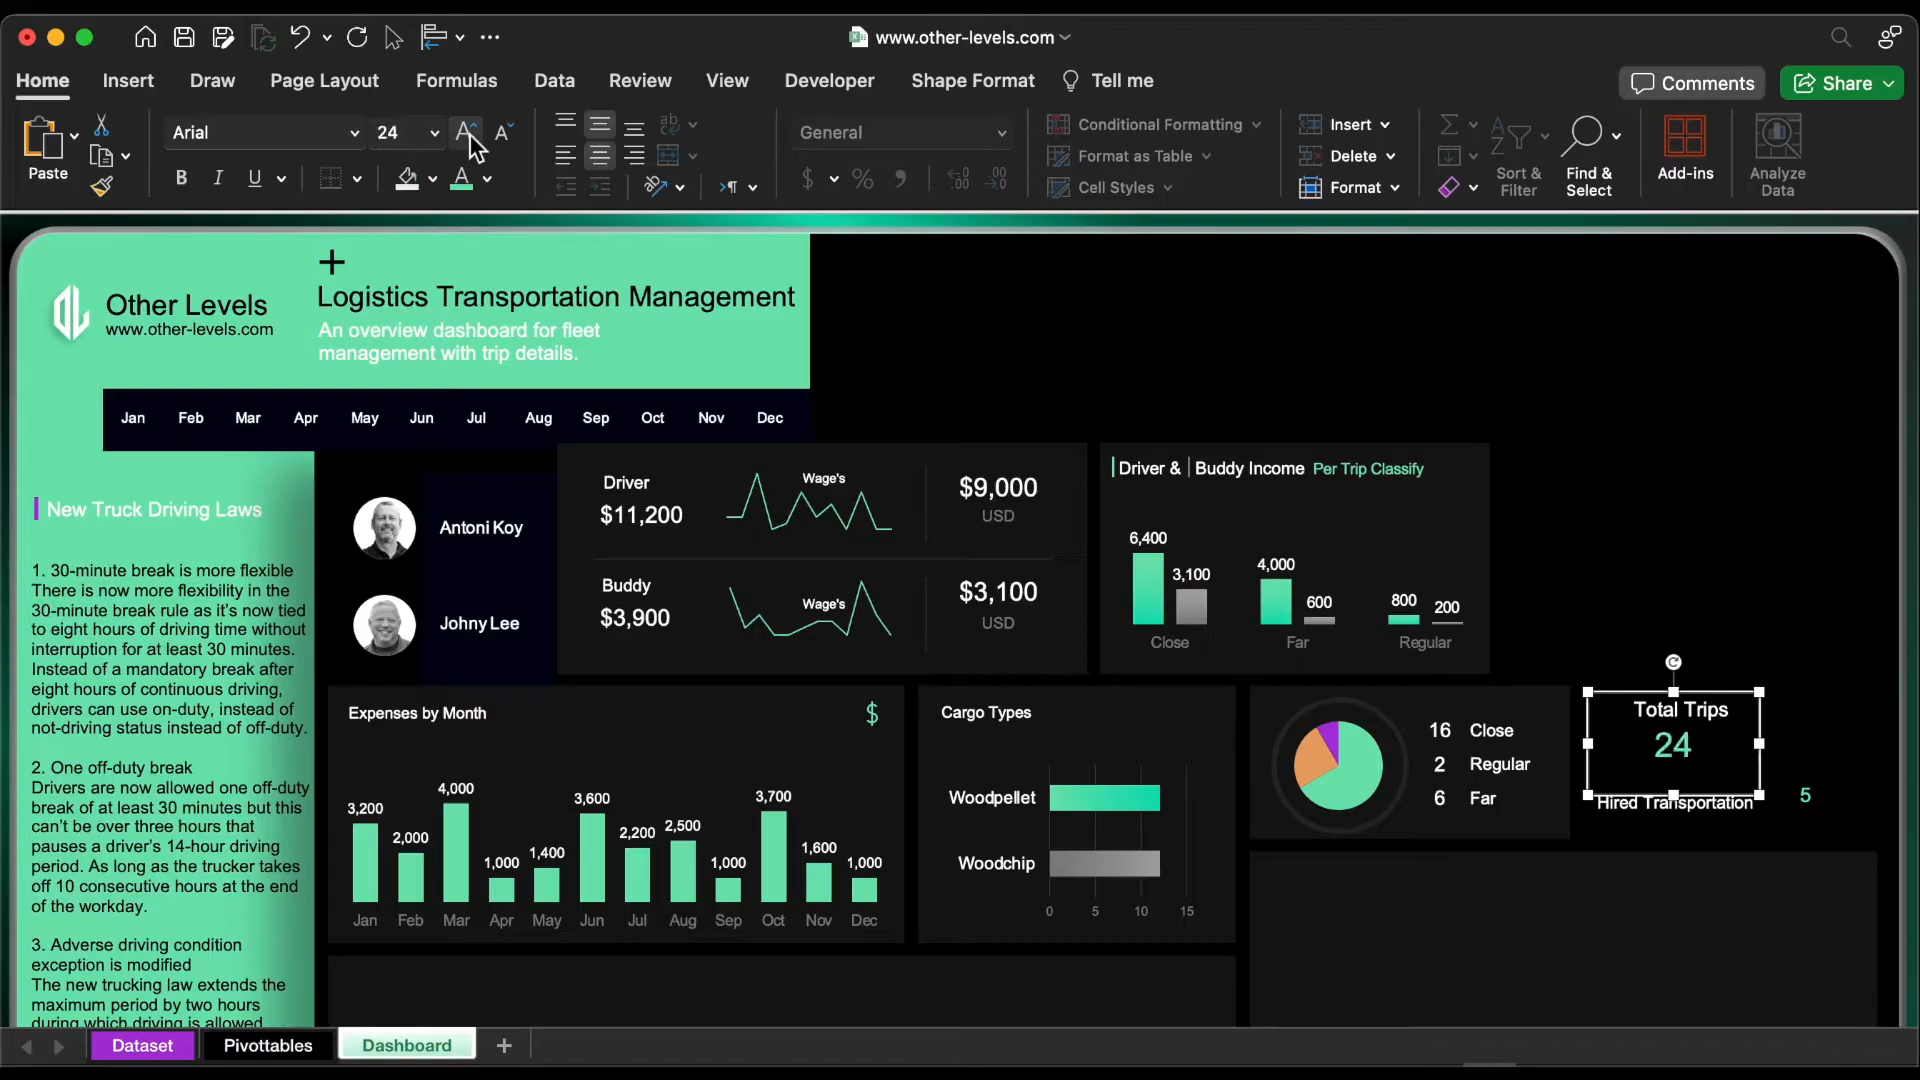 www.other-levels.com
Home
Insert
Draw
Page Layout
Formulas
Data
Review
View
Developer
Shape Format
Tell me
Comments
Share
Paste
Arial
24
B
I
U
General
$
%
Conditional Formatting
Format as Table
Cell Styles
Insert
Delete
Format
Sort &
Filter
Find &
Select
Add-ins
Analyze
Data
Other Levels
www.other-levels.com
+
Logistics Transportation Management
An overview dashboard for fleet
management with trip details.
Jan Feb Mar Apr May Jun Jul Aug Sep Oct Nov Dec
New Truck Driving Laws
1. 30-minute break is more flexible
There is now more flexibility in the
30-minute break rule as it's now tied
to eight hours of driving time without
interruption for at least 30 minutes.
Instead of a mandatory break after
eight hours of continuous driving,
drivers can use on-duty, instead of
not-driving status instead of off-duty.
2. One off-duty break
Drivers are now allowed one off-duty
break of at least 30 minutes but this
can't be over three hours that
pauses a driver's 14-hour driving
period. As long as the trucker takes
off 10 consecutive hours at the end
of the workday.
3. Adverse driving condition
exception is modified
The new trucking law extends the
maximum period by two hours
during which driving is allowed
Antoni Koy
Johny Lee
Driver
$11,200
Wage's
$9,000
USD
Buddy
$3,900
Wage's
$3,100
USD
Driver & Buddy Income Per Trip Classify
6,400
3,100
4,000
600
800
200
Close Far Regular
Expenses by Month
$
3,200
2,000
4,000
1,000
1,400
3,600
2,200
2,500
1,000
3,700
1,600
1,000
Jan Feb Mar Apr May Jun Jul Aug Sep Oct Nov Dec
Cargo Types
Woodpellet
Woodchip
0 5 10 15
16 Close
2 Regular
6 Far
Total Trips
24
Hired Transportation 5
Dataset
Pivottables
Dashboard
+